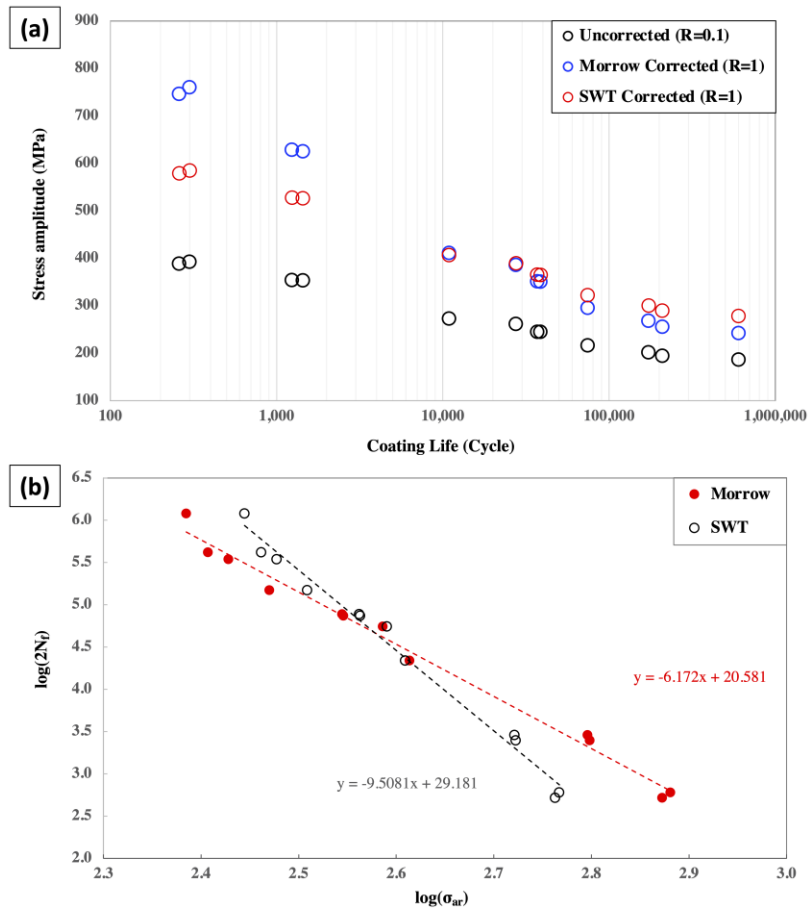 (a)
900
800
700
600
500
400
300
200
100
Stress amplitude (MPa)
Uncorrected (R=0.1)
Morrow Corrected (R=1)
SWT Corrected (R=1)
100 1,000 10,000 100,000 1,000,000
Coating Life (Cycle)
(b)
6.5
6.0
5.5
5.0
4.5
4.0
3.5
3.0
2.5
2.0
log(2Nf)
Morrow
SWT
y = -6.172x + 20.581
y = -9.5081x + 29.181
2.3 2.4 2.5 2.6 2.7 2.8 2.9 3.0
log(σar)